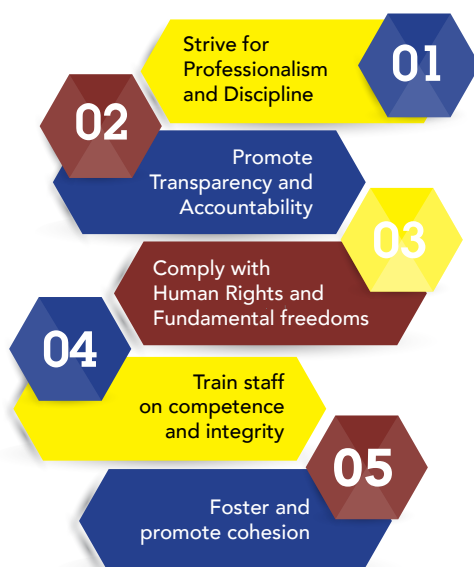 01
Strive for
Professionalism
and Discipline
02
Promote
Transparency and
Accountability
03
Comply with
Human Rights and
Fundamental freedoms
04
Train staff
on competence
and integrity
05
Foster and
promote cohesion